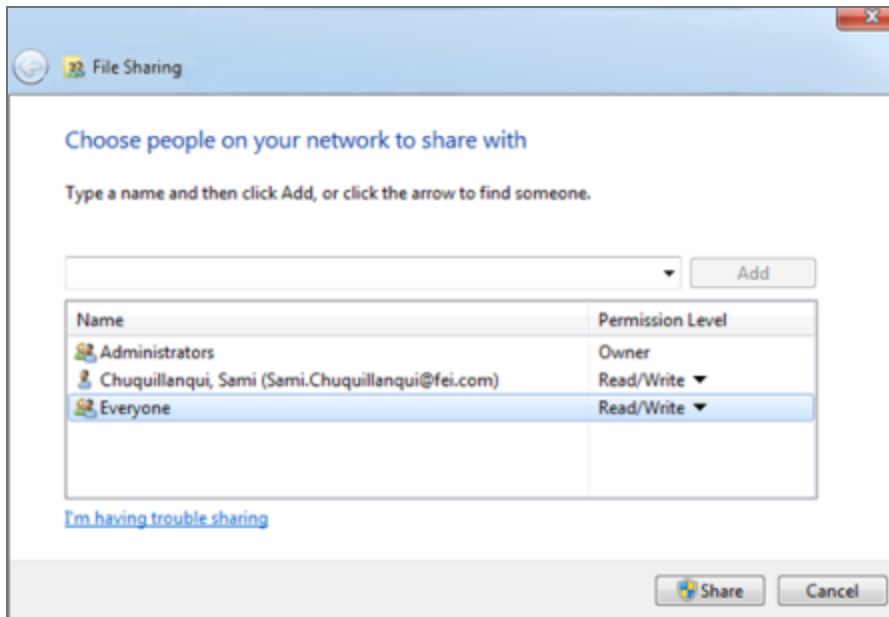 File Sharing
Choose people on your network to share with
Type a name and then click Add, or click the arrow to find someone.
Add
Name Permission Level
Administrators Owner
Chuquillanqui, Sami (Sami.Chuquillanqui@fei.com) Read/Write
Everyone Read/Write
I'm having trouble sharing
Share Cancel